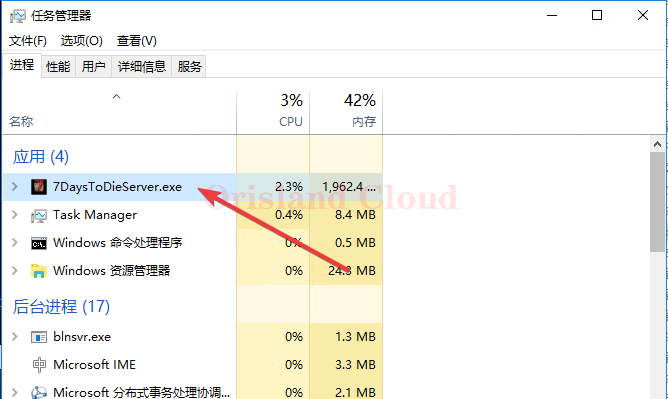 任务管理器
文件(F) 选项(O) 查看(V)
进程 性能 用户 详细信息 服务
3% 42%
名称 CPU 内存
应用 (4)
7DaysToDieServer.exe 2.3% 1,962.4 ...
Orisland Cloud
Task Manager 0.4% 8.4 MB
Windows 命令处理程序 0% 0.5 MB
Windows 资源管理器 0% 24.3 MB
后台进程 (17)
blnsvr.exe 0% 1.3 MB
Microsoft IME 0% 3.3 MB
Microsoft 分布式事务处理协调... 0% 2.1 MB